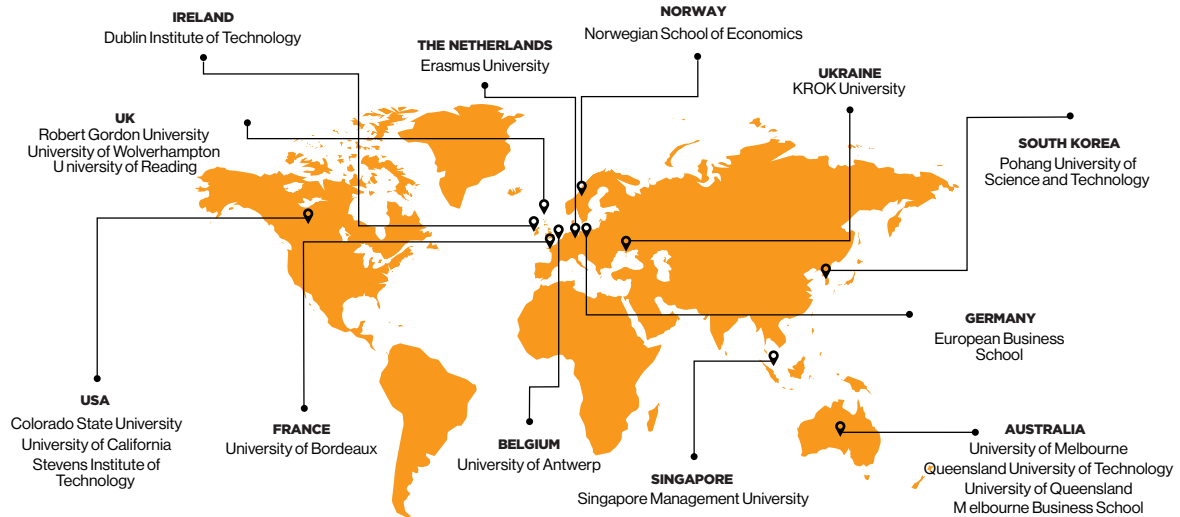 IRELAND
Dublin Institute of Technology
THE NETHERLANDS
Erasmus University
NORWAY
Norwegian School of Economics
UKRAINE
KROK University
UK
Robert Gordon University
University of Wolverhampton
University of Reading
SOUTH KOREA
Pohang University of
Science and Technology
GERMANY
European Business
School
USA
Colorado State University
University of California
Stevens Institute of
Technology
FRANCE
University of Bordeaux
BELGIUM
University of Antwerp
SINGAPORE
Singapore Management University
AUSTRALIA
University of Melbourne
Queensland University of Technology
University of Queensland
Melbourne Business School